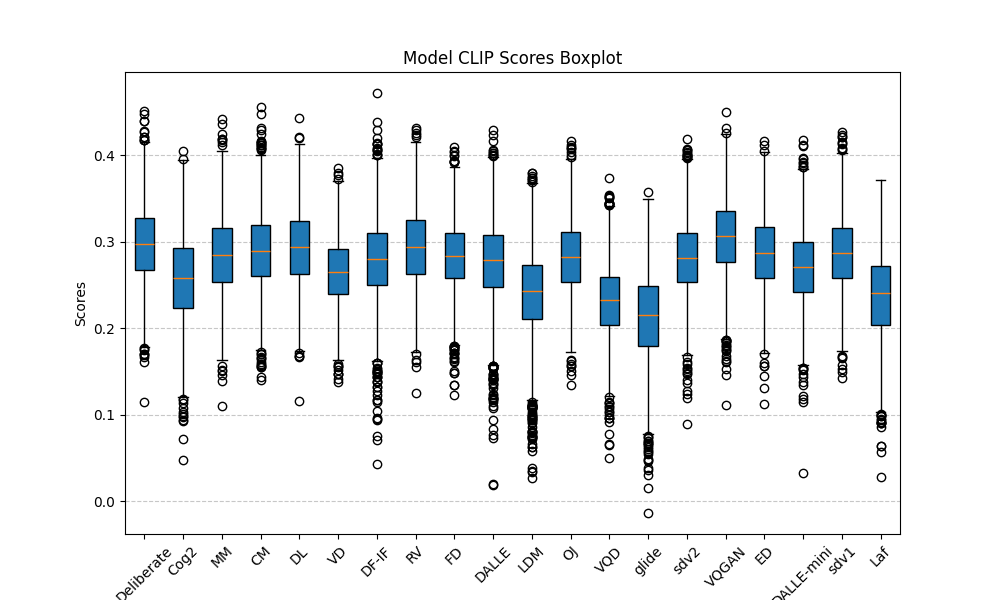 Model CLIP Scores Boxplot
Scores
0.4
0.3
0.2
0.1
0.0
Deliberate
Cog2
MM
CM
DL
VD
DF-IF
RV
FD
DALLE
LDM
OJ
VQD
glide
sdv2
VQGAN
ED
DALLE-mini
sdv1
Laf